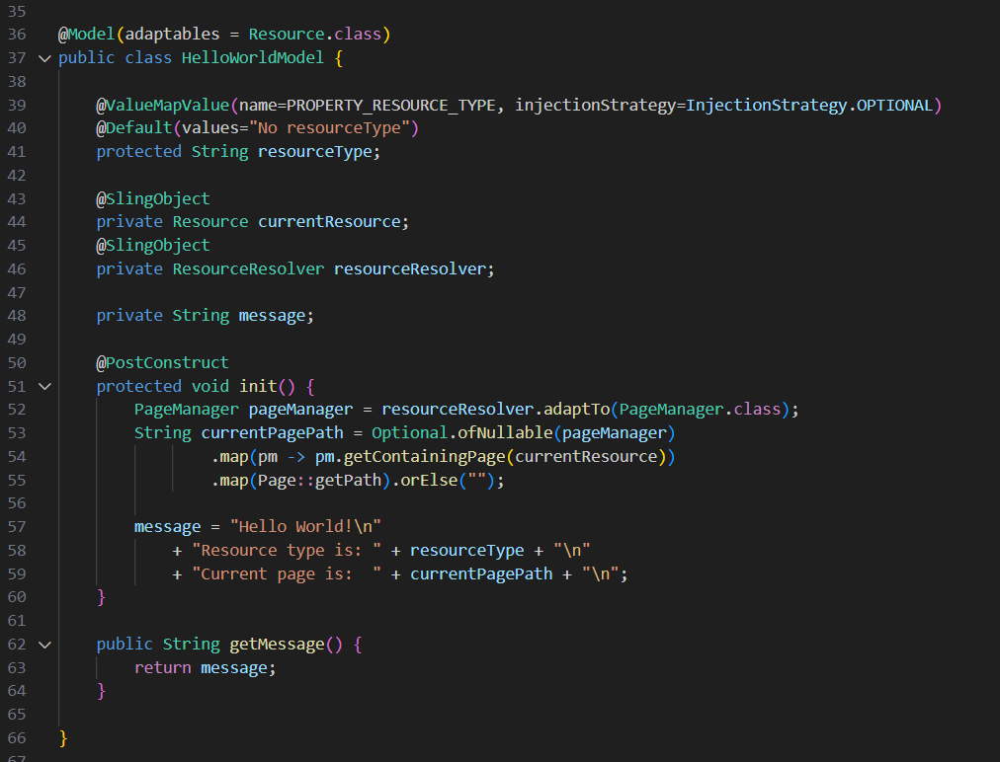 35
36 @Model(adaptables = Resource.class)
37 public class HelloWorldModel {
38
39     @ValueMapValue(name=PROPERTY_RESOURCE_TYPE, injectionStrategy=InjectionStrategy.OPTIONAL)
40     @Default(values="No resourceType")
41     protected String resourceType;
42
43     @SlingObject
44     private Resource currentResource;
45     @SlingObject
46     private ResourceResolver resourceResolver;
47
48     private String message;
49
50     @PostConstruct
51     protected void init() {
52         PageManager pageManager = resourceResolver.adaptTo(PageManager.class);
53         String currentPagePath = Optional.ofNullable(pageManager)
54                 .map(pm -> pm.getContainingPage(currentResource))
55                 .map(Page::getPath).orElse("");
56
57         message = "Hello World!\n"
58             + "Resource type is: " + resourceType + "\n"
59             + "Current page is:  " + currentPagePath + "\n";
60     }
61
62     public String getMessage() {
63         return message;
64     }
65
66 }
67